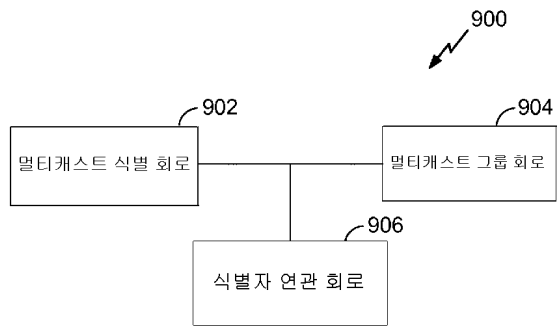 900
902
904
멀티캐스트 식별 회로
멀티캐스트 그룹 회로
906
식별자 연관 회로